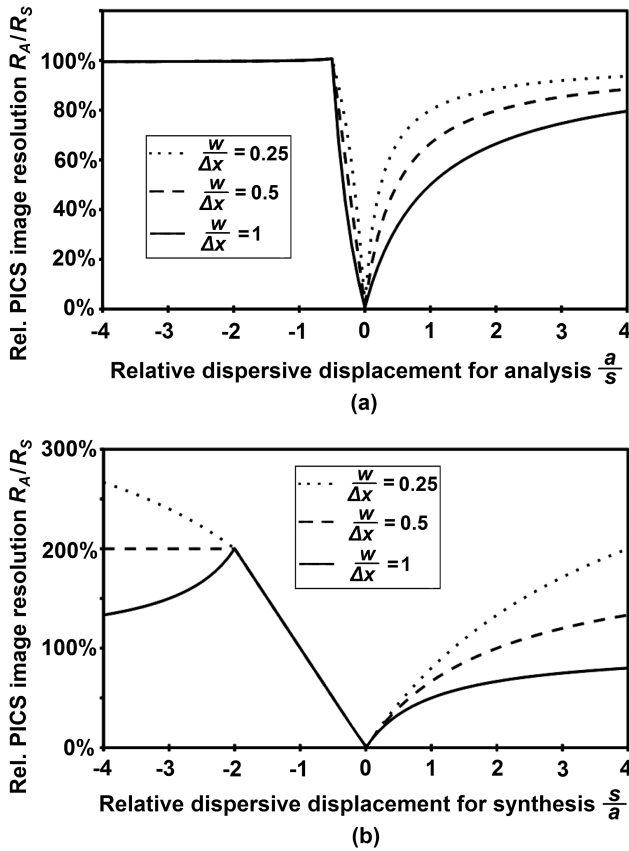 Rel. PICS image resolution R_A/R_S
100%
80%
60%
40%
20%
0%
w/Δx = 0.25
w/Δx = 0.5
w/Δx = 1
-4 -3 -2 -1 0 1 2 3 4
Relative dispersive displacement for analysis a/s
(a)
Rel. PICS image resolution R_A/R_S
300%
200%
100%
0%
w/Δx = 0.25
w/Δx = 0.5
w/Δx = 1
-4 -3 -2 -1 0 1 2 3 4
Relative dispersive displacement for synthesis s/a
(b)